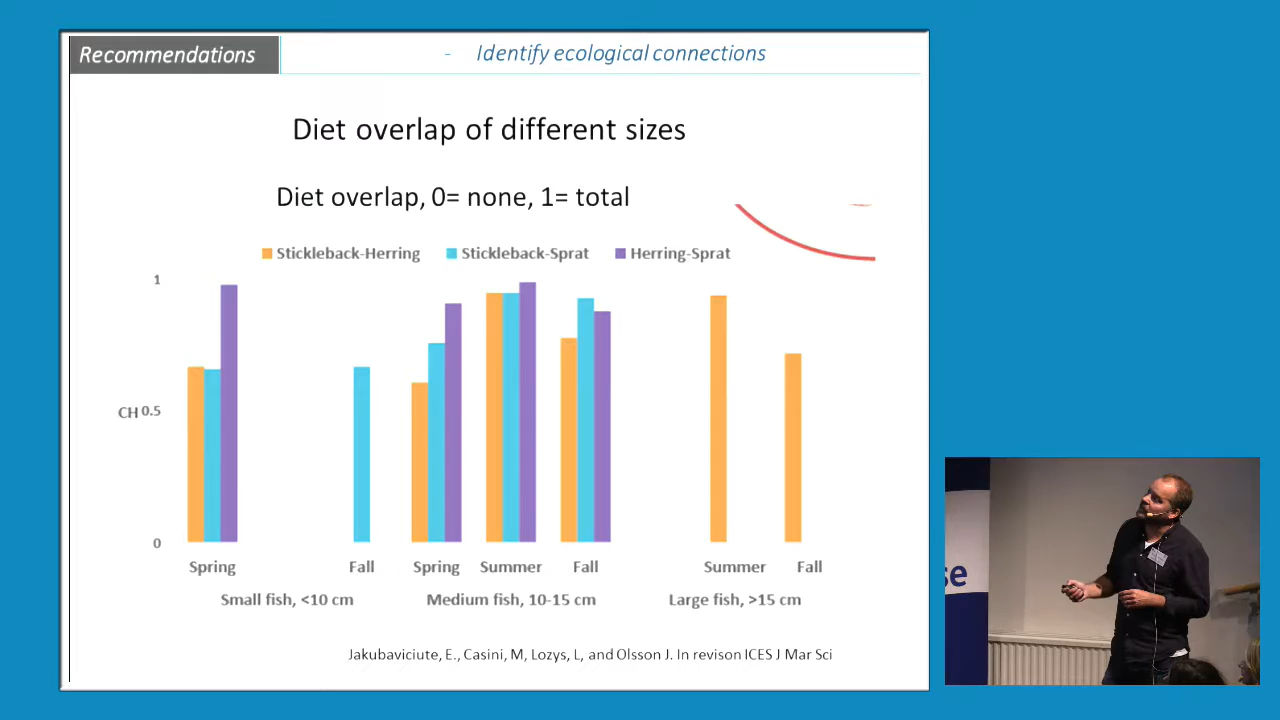 Recommendations
- Identify ecological connections
Diet overlap of different sizes
Diet overlap, 0= none, 1= total
Stickleback-Herring Stickleback-Sprat Herring-Sprat
1
CH 0.5
0
Spring Fall Spring Summer Fall Summer Fall
Small fish, <10 cm Medium fish, 10-15 cm Large fish, >15 cm
Jakubaviciute, E., Casini, M, Lozys, L, and Olsson J. In revison ICES J Mar Sci